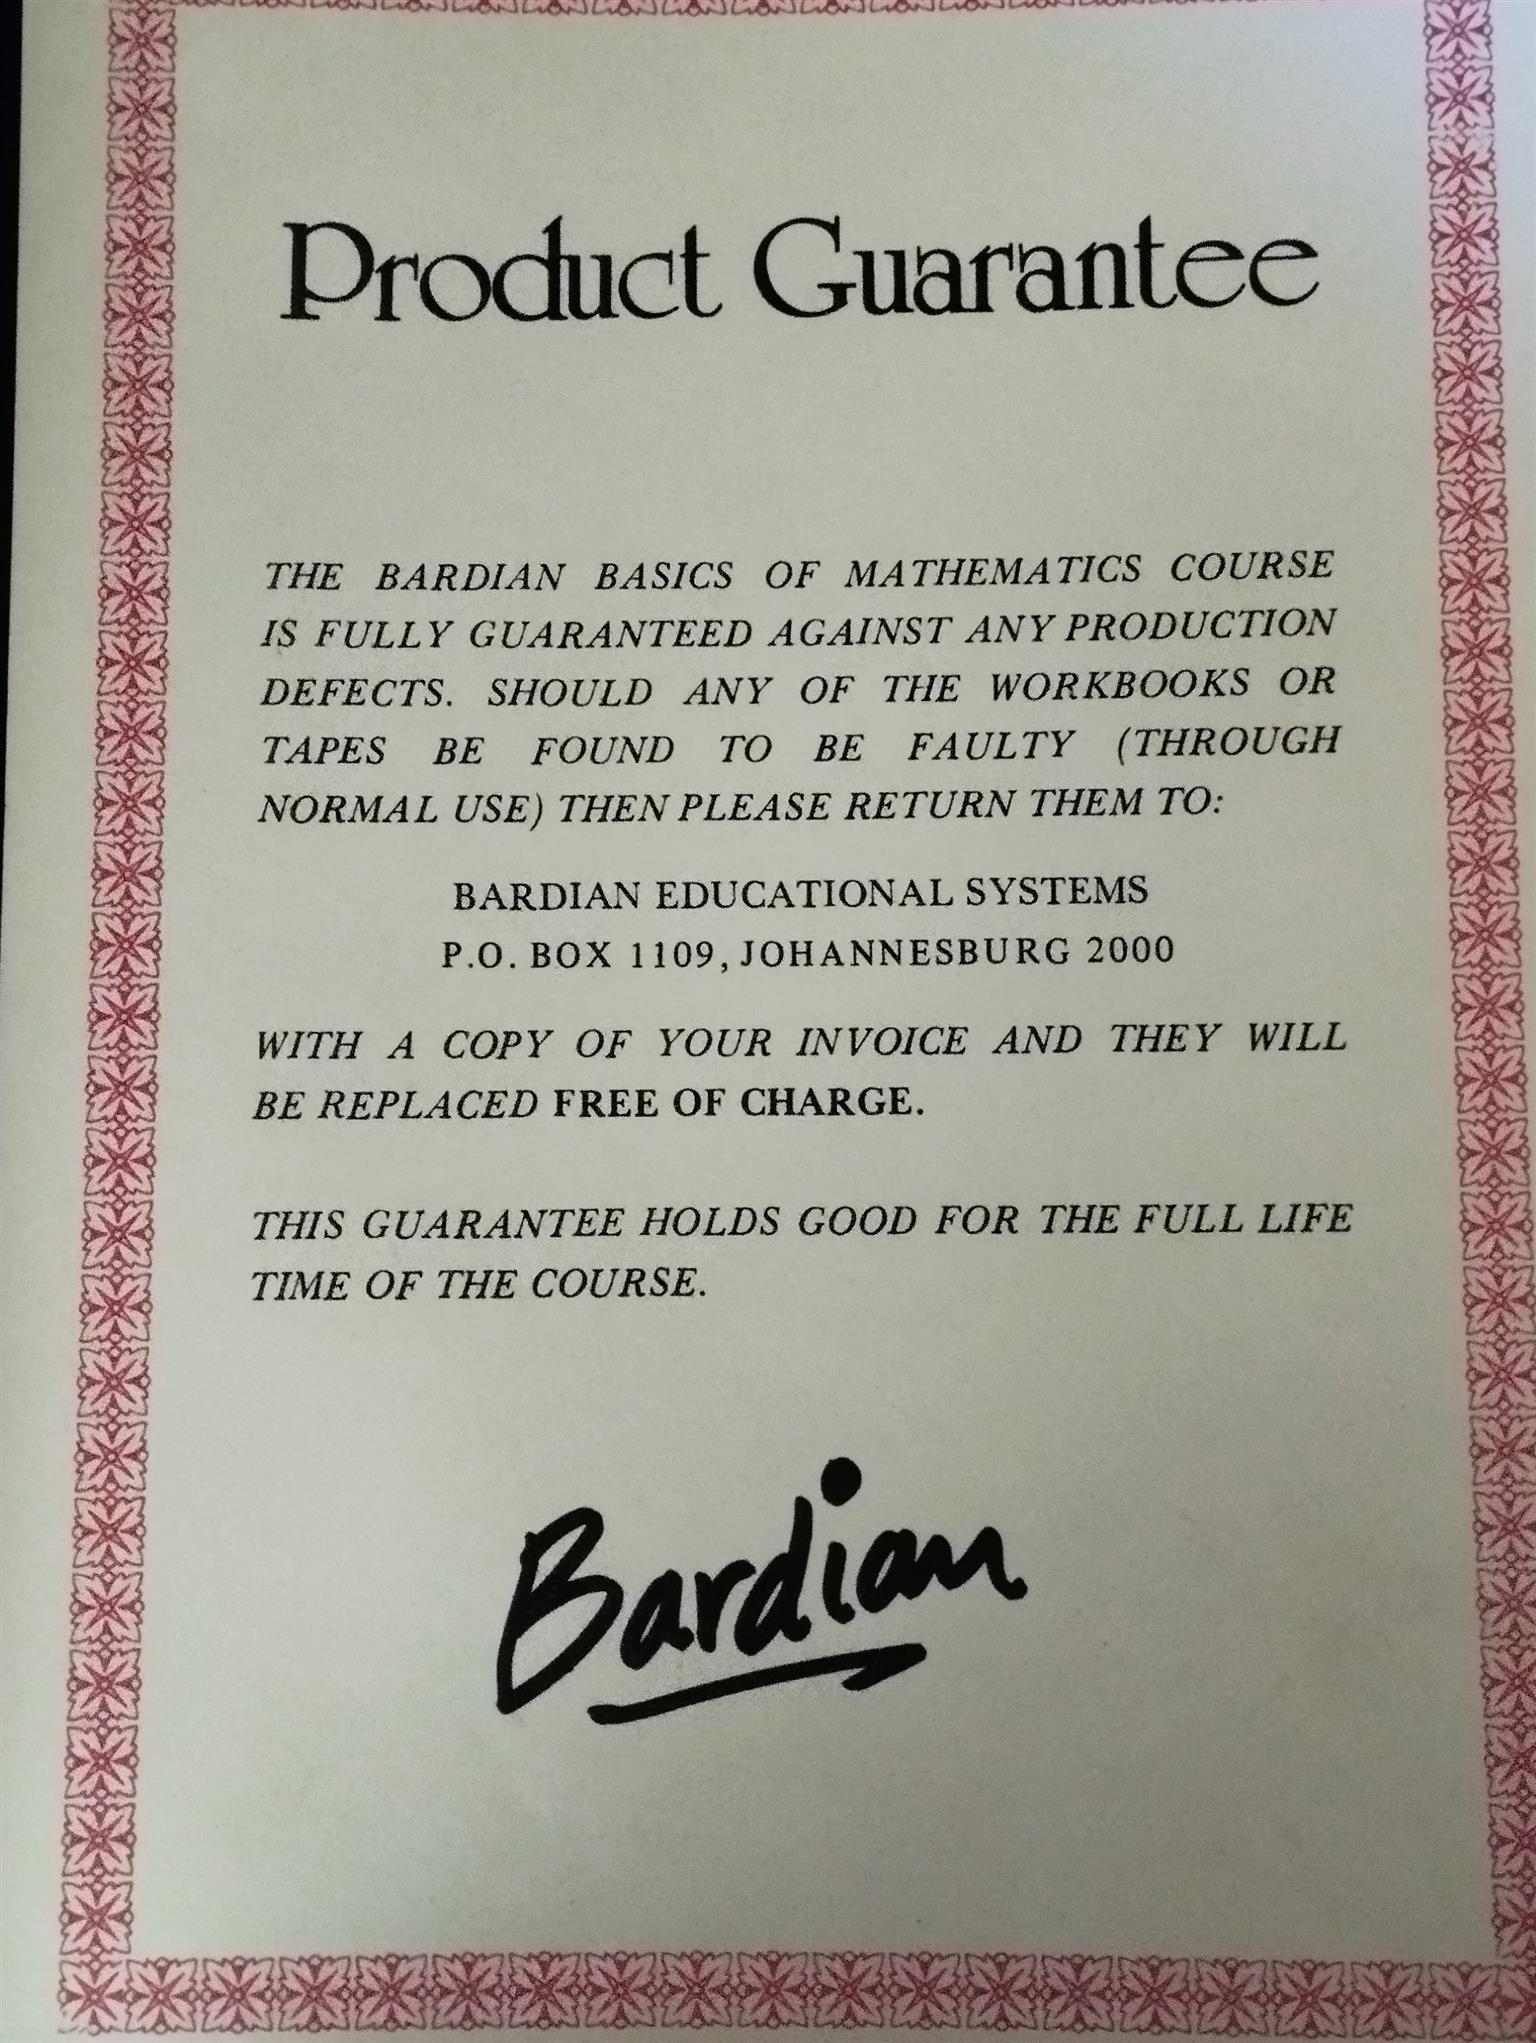 Product Guarantee
THE BARDIAN BASICS OF MATHEMATICS COURSE
IS FULLY GUARANTEED AGAINST ANY PRODUCTION
DEFECTS. SHOULD ANY OF THE WORKBOOKS OR
TAPES BE FOUND TO BE FAULTY (THROUGH
NORMAL USE) THEN PLEASE RETURN THEM TO:
BARDIAN EDUCATIONAL SYSTEMS
P.O. BOX 1109, JOHANNESBURG 2000
WITH A COPY OF YOUR INVOICE AND THEY WILL
BE REPLACED FREE OF CHARGE.
THIS GUARANTEE HOLDS GOOD FOR THE FULL LIFE
TIME OF THE COURSE.
Bardian